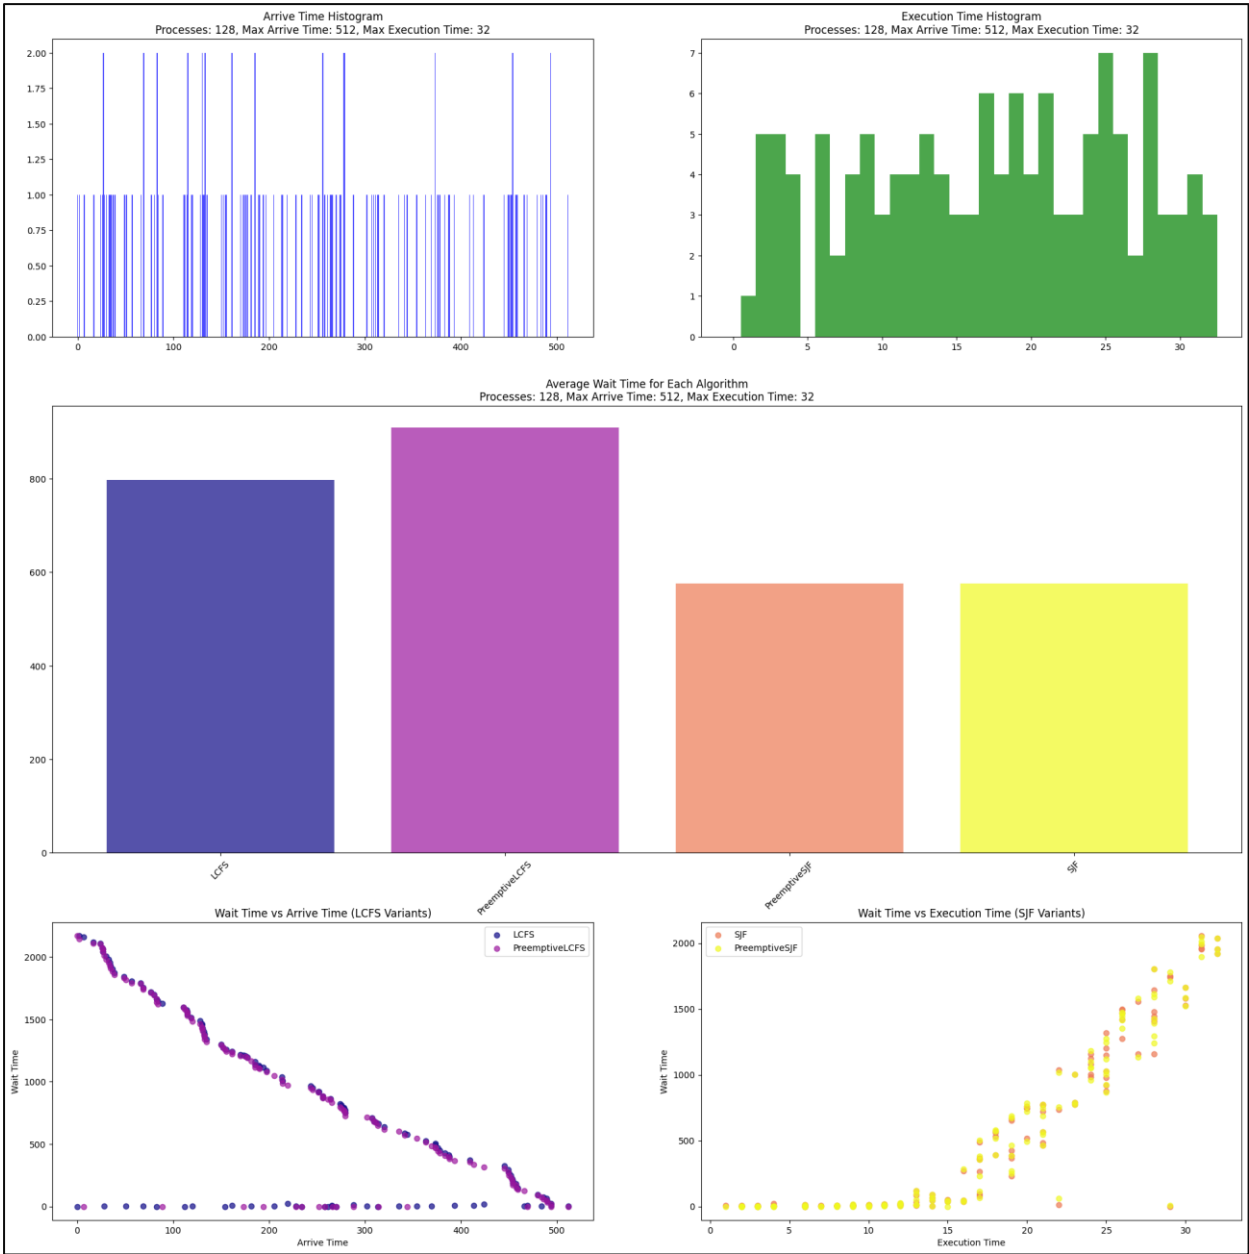 Arrive Time Histogram
Processes: 128, Max Arrive Time: 512, Max Execution Time: 32
2.00
1.75
1.50
1.25
1.00
0.75
0.50
0.25
0.00
0 100 200 300 400 500
Execution Time Histogram
Processes: 128, Max Arrive Time: 512, Max Execution Time: 32
7
6
5
4
3
2
1
0
0 5 10 15 20 25 30
Average Wait Time for Each Algorithm
Processes: 128, Max Arrive Time: 512, Max Execution Time: 32
800
600
400
200
0
LCFS
PreemptiveLCFS
PreemptiveSJF
SJF
Wait Time vs Arrive Time (LCFS Variants)
LCFS
PreemptiveLCFS
Wait Time
2000
1500
1000
500
0
0 100 200 300 400 500
Arrive Time
Wait Time vs Execution Time (SJF Variants)
SJF
PreemptiveSJF
Wait Time
2000
1500
1000
500
0
0 5 10 15 20 25 30
Execution Time